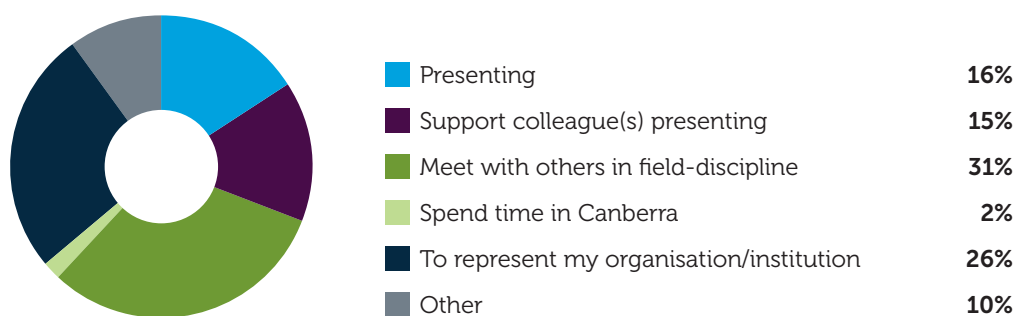 Presenting 16%
Support colleague(s) presenting 15%
Meet with others in field-discipline 31%
Spend time in Canberra 2%
To represent my organisation/institution 26%
Other 10%